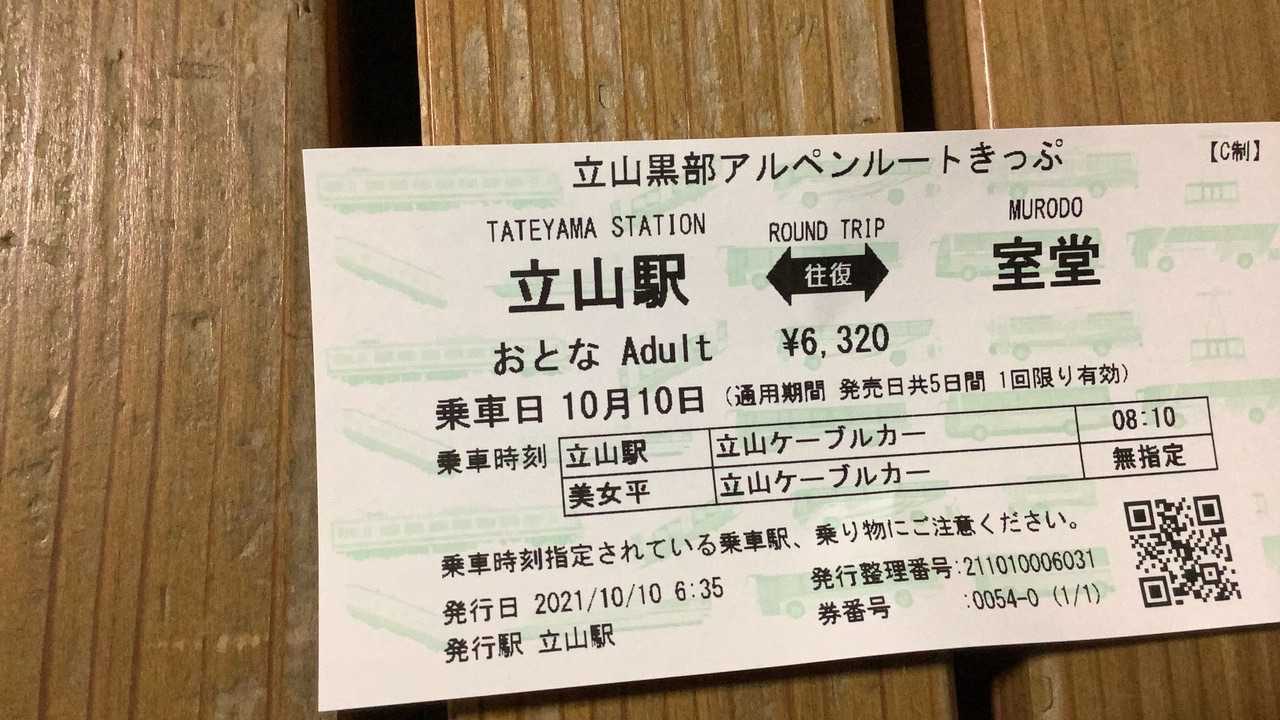 立山黒部アルペンルートきっぷ 【C制】
TATEYAMA STATION ROUND TRIP MURODO
立山駅 往復 室堂
おとな Adult ¥6,320
乗車日 10月10日 (通用期間 発売日共5日間 1回限り有効)
乗車時刻 立山駅 立山ケーブルカー 08:10
美女平 立山ケーブルカー 無指定
乗車時刻指定されている乗車駅、乗り物にご注意ください。
発行日 2021/10/10 6:35 発行整理番号:211010006031
発行駅 立山駅 券番号 :0054-0 (1/1)